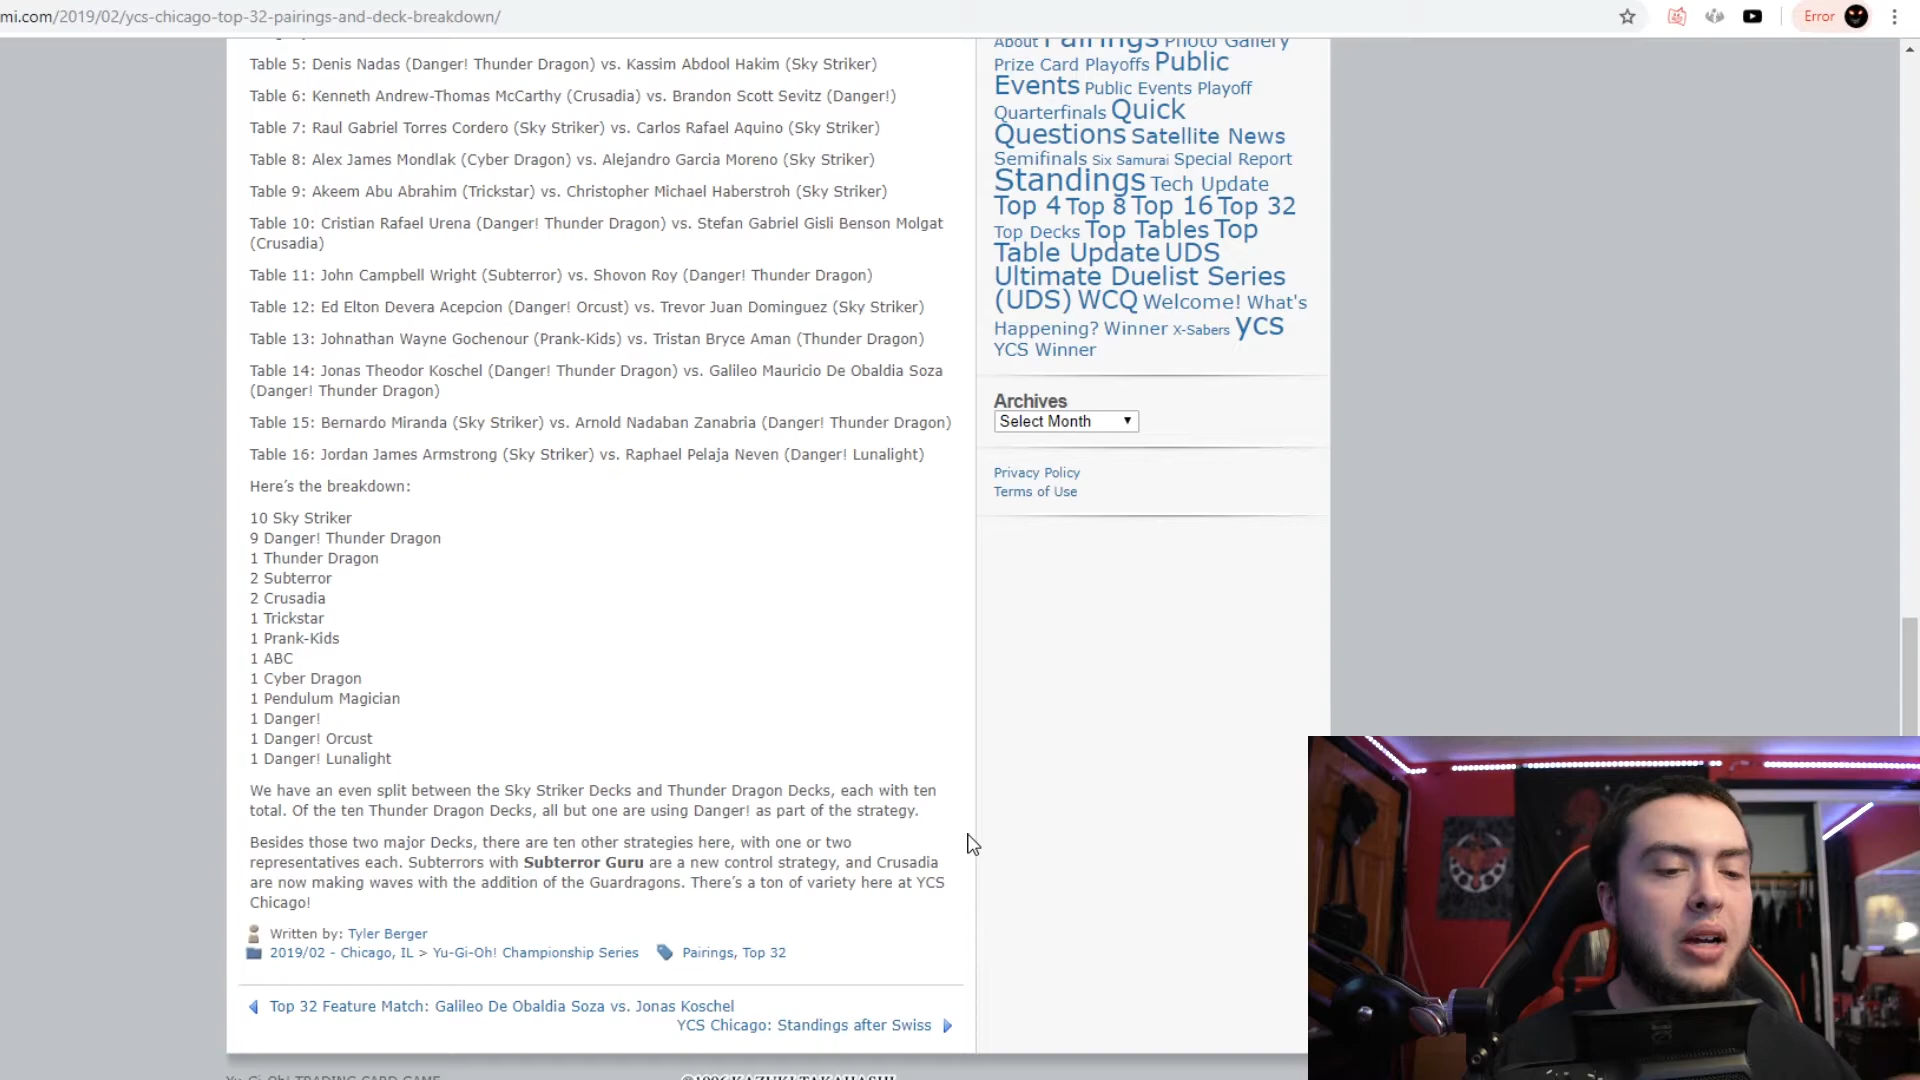 mi.com/2019/02/ycs-chicago-top-32-pairings-and-deck-breakdown/
Error
Table 5: Denis Nadas (Danger! Thunder Dragon) vs. Kassim Abdool Hakim (Sky Striker)
Table 6: Kenneth Andrew-Thomas McCarthy (Crusadia) vs. Brandon Scott Sevitz (Danger!)
Table 7: Raul Gabriel Torres Cordero (Sky Striker) vs. Carlos Rafael Aquino (Sky Striker)
Table 8: Alex James Mondlak (Cyber Dragon) vs. Alejandro Garcia Moreno (Sky Striker)
Table 9: Akeem Abu Abrahim (Trickstar) vs. Christopher Michael Haberstroh (Sky Striker)
Table 10: Cristian Rafael Urena (Danger! Thunder Dragon) vs. Stefan Gabriel Gisli Benson Molgat
(Crusadia)
Table 11: John Campbell Wright (Subterror) vs. Shovon Roy (Danger! Thunder Dragon)
Table 12: Ed Elton Devera Acepcion (Danger! Orcust) vs. Trevor Juan Dominguez (Sky Striker)
Table 13: Johnathan Wayne Gochenour (Prank-Kids) vs. Tristan Bryce Aman (Thunder Dragon)
Table 14: Jonas Theodor Koschel (Danger! Thunder Dragon) vs. Galileo Mauricio De Obaldia Soza
(Danger! Thunder Dragon)
Table 15: Bernardo Miranda (Sky Striker) vs. Arnold Nadaban Zanabria (Danger! Thunder Dragon)
Table 16: Jordan James Armstrong (Sky Striker) vs. Raphael Pelaja Neven (Danger! Lunalight)
Here's the breakdown:
10 Sky Striker
9 Danger! Thunder Dragon
1 Thunder Dragon
2 Subterror
2 Crusadia
1 Trickstar
1 Prank-Kids
1 ABC
1 Cyber Dragon
1 Pendulum Magician
1 Danger!
1 Danger! Orcust
1 Danger! Lunalight
We have an even split between the Sky Striker Decks and Thunder Dragon Decks, each with ten
total. Of the ten Thunder Dragon Decks, all but one are using Danger! as part of the strategy.
Besides those two major Decks, there are ten other strategies here, with one or two
representatives each. Subterrors with Subterror Guru are a new control strategy, and Crusadia
are now making waves with the addition of the Guardragons. There's a ton of variety here at YCS
Chicago!
Written by: Tyler Berger
2019/02 - Chicago, IL > Yu-Gi-Oh! Championship Series Pairings, Top 32
Top 32 Feature Match: Galileo De Obaldia Soza vs. Jonas Koschel
YCS Chicago: Standings after Swiss
Yu-Gi-Oh! TRADING CARD GAME
©1996 KAZUKI TAKAHASHI
About Pairings Photo Gallery
Prize Card Playoffs Public
Events Public Events Playoff
Quarterfinals Quick
Questions Satellite News
Semifinals Six Samurai Special Report
Standings Tech Update
Top 4 Top 8 Top 16 Top 32
Top Decks Top Tables Top
Table Update UDS
Ultimate Duelist Series
(UDS) WCQ Welcome! What's
Happening? Winner X-Sabers ycs
YCS Winner
Archives
Select Month
Privacy Policy
Terms of Use